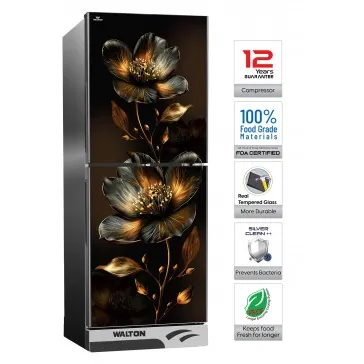 WALTON
12
Years
GUARANTEE
Compressor
100%
Food Grade
Materials
FDA CERTIFIED
Real
Tempered Glass
More Durable
SILVER
CLEAN ++
Prevents Bacteria
Keeps food
Fresh for longer